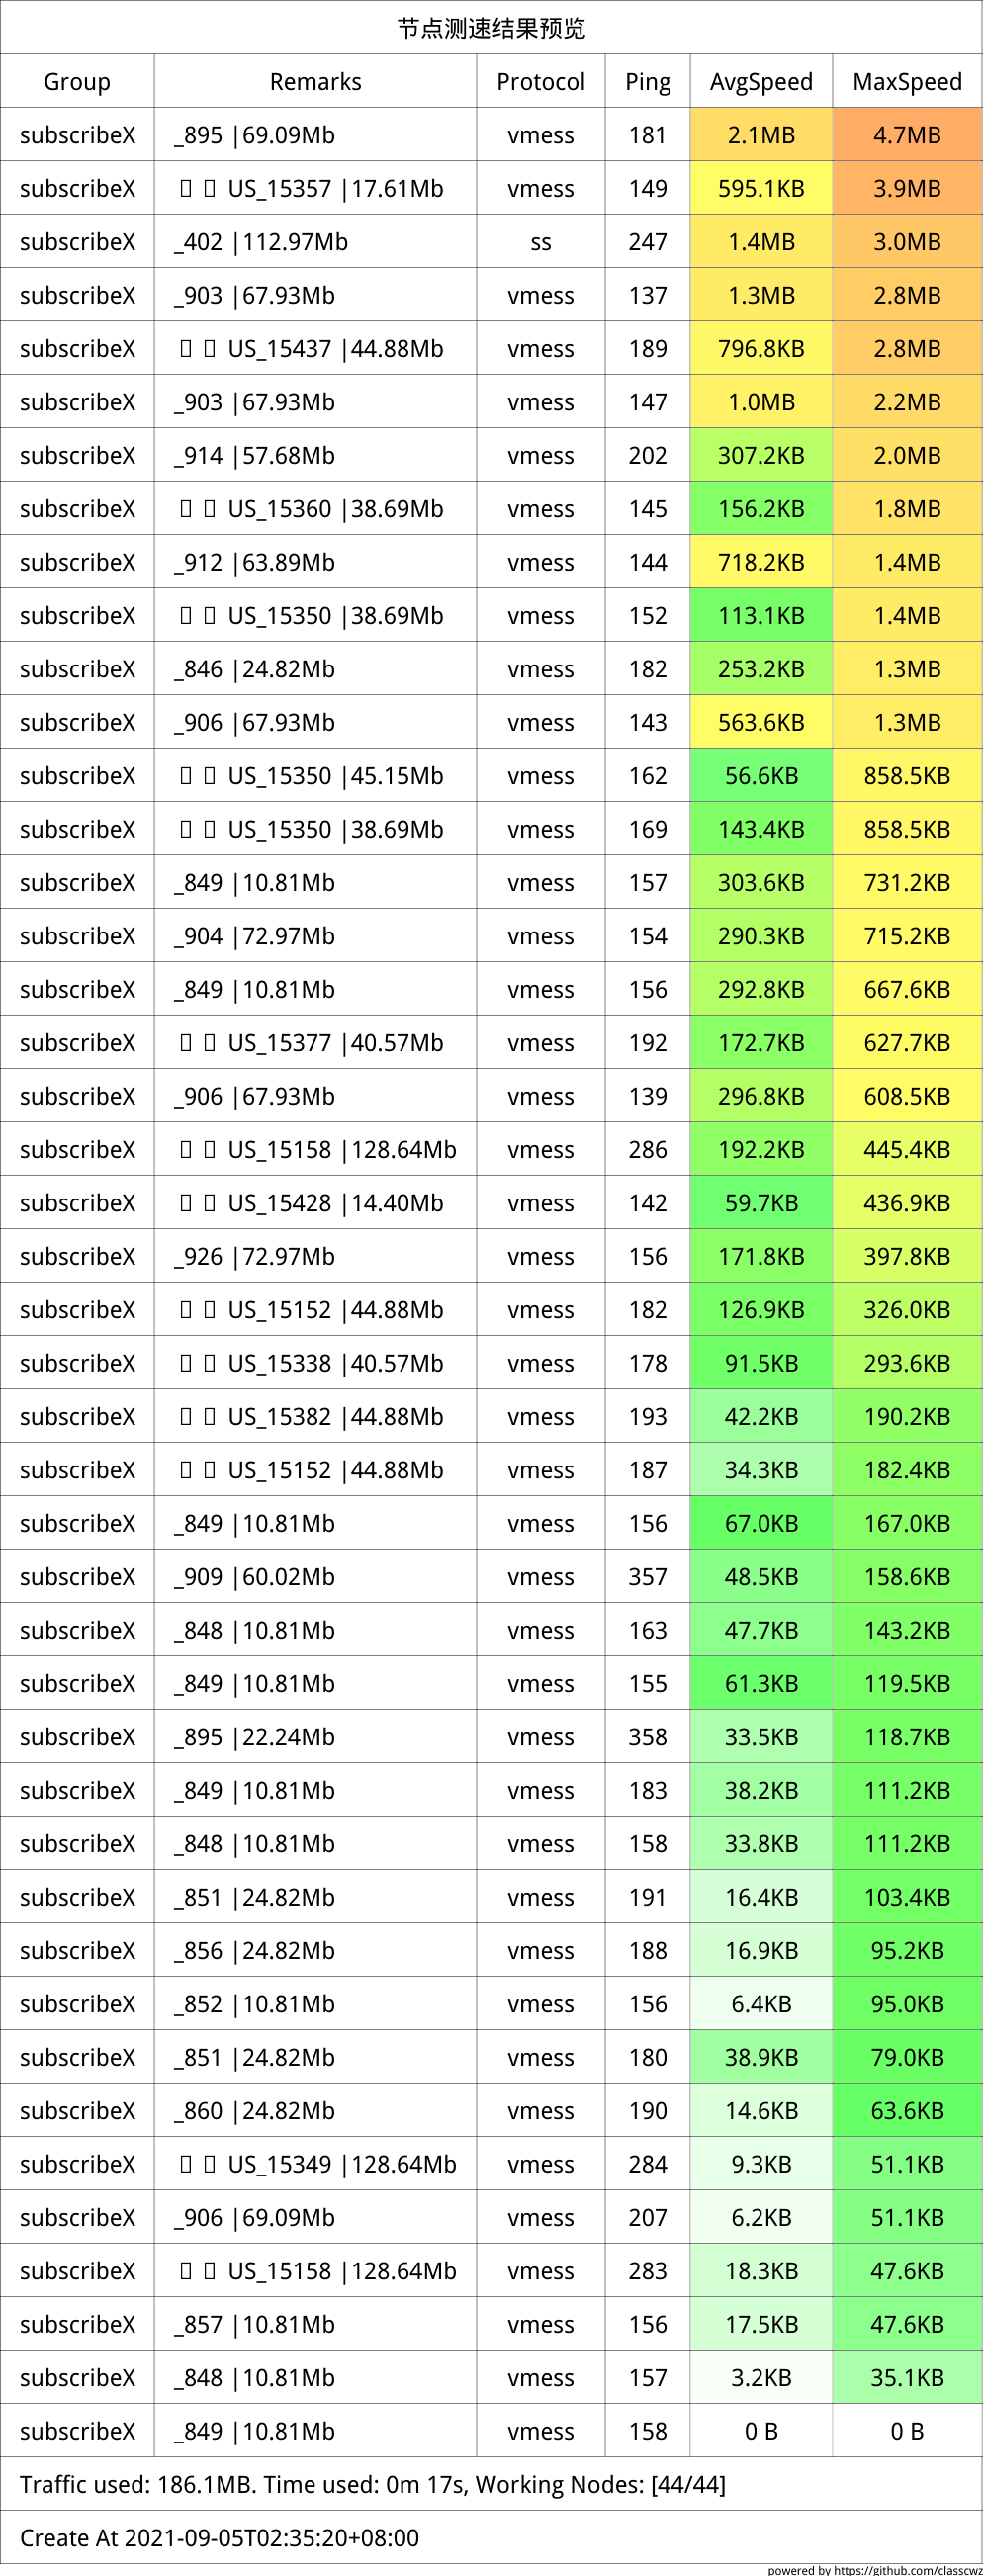 节点测速结果预览
Group Remarks Protocol Ping AvgSpeed MaxSpeed
subscribeX _895 |69.09Mb vmess 181 2.1MB 4.7MB
subscribeX US_15357 |17.61Mb vmess 149 595.1KB 3.9MB
subscribeX _402 |112.97Mb ss 247 1.4MB 3.0MB
subscribeX _903 |67.93Mb vmess 137 1.3MB 2.8MB
subscribeX US_15437 |44.88Mb vmess 189 796.8KB 2.8MB
subscribeX _903 |67.93Mb vmess 147 1.0MB 2.2MB
subscribeX _914 |57.68Mb vmess 202 307.2KB 2.0MB
subscribeX US_15360 |38.69Mb vmess 145 156.2KB 1.8MB
subscribeX _912 |63.89Mb vmess 144 718.2KB 1.4MB
subscribeX US_15350 |38.69Mb vmess 152 113.1KB 1.4MB
subscribeX _846 |24.82Mb vmess 182 253.2KB 1.3MB
subscribeX _906 |67.93Mb vmess 143 563.6KB 1.3MB
subscribeX US_15350 |45.15Mb vmess 162 56.6KB 858.5KB
subscribeX US_15350 |38.69Mb vmess 169 143.4KB 858.5KB
subscribeX _849 |10.81Mb vmess 157 303.6KB 731.2KB
subscribeX _904 |72.97Mb vmess 154 290.3KB 715.2KB
subscribeX _849 |10.81Mb vmess 156 292.8KB 667.6KB
subscribeX US_15377 |40.57Mb vmess 192 172.7KB 627.7KB
subscribeX _906 |67.93Mb vmess 139 296.8KB 608.5KB
subscribeX US_15158 |128.64Mb vmess 286 192.2KB 445.4KB
subscribeX US_15428 |14.40Mb vmess 142 59.7KB 436.9KB
subscribeX _926 |72.97Mb vmess 156 171.8KB 397.8KB
subscribeX US_15152 |44.88Mb vmess 182 126.9KB 326.0KB
subscribeX US_15338 |40.57Mb vmess 178 91.5KB 293.6KB
subscribeX US_15382 |44.88Mb vmess 193 42.2KB 190.2KB
subscribeX US_15152 |44.88Mb vmess 187 34.3KB 182.4KB
subscribeX _849 |10.81Mb vmess 156 67.0KB 167.0KB
subscribeX _909 |60.02Mb vmess 357 48.5KB 158.6KB
subscribeX _848 |10.81Mb vmess 163 47.7KB 143.2KB
subscribeX _849 |10.81Mb vmess 155 61.3KB 119.5KB
subscribeX _895 |22.24Mb vmess 358 33.5KB 118.7KB
subscribeX _849 |10.81Mb vmess 183 38.2KB 111.2KB
subscribeX _848 |10.81Mb vmess 158 33.8KB 111.2KB
subscribeX _851 |24.82Mb vmess 191 16.4KB 103.4KB
subscribeX _856 |24.82Mb vmess 188 16.9KB 95.2KB
subscribeX _852 |10.81Mb vmess 156 6.4KB 95.0KB
subscribeX _851 |24.82Mb vmess 180 38.9KB 79.0KB
subscribeX _860 |24.82Mb vmess 190 14.6KB 63.6KB
subscribeX US_15349 |128.64Mb vmess 284 9.3KB 51.1KB
subscribeX _906 |69.09Mb vmess 207 6.2KB 51.1KB
subscribeX US_15158 |128.64Mb vmess 283 18.3KB 47.6KB
subscribeX _857 |10.81Mb vmess 156 17.5KB 47.6KB
subscribeX _848 |10.81Mb vmess 157 3.2KB 35.1KB
subscribeX _849 |10.81Mb vmess 158 0 B 0 B
Traffic used: 186.1MB. Time used: 0m 17s, Working Nodes: [44/44]
Create At 2021-09-05T02:35:20+08:00
powered by https://github.com/classcwz